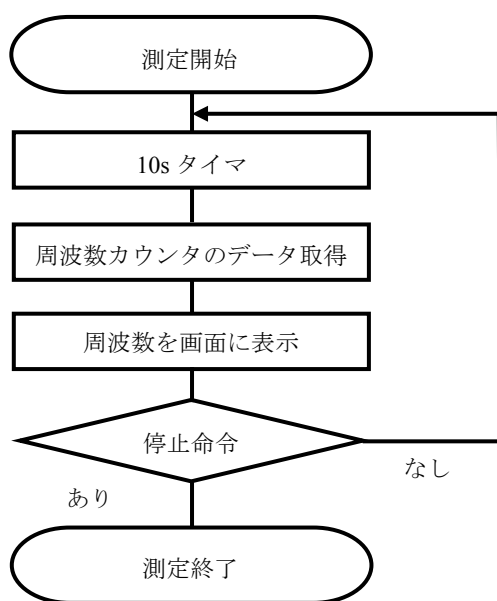 測定開始
10s タイマ
周波数カウンタのデータ取得
周波数を画面に表示
停止命令
なし
あり
測定終了